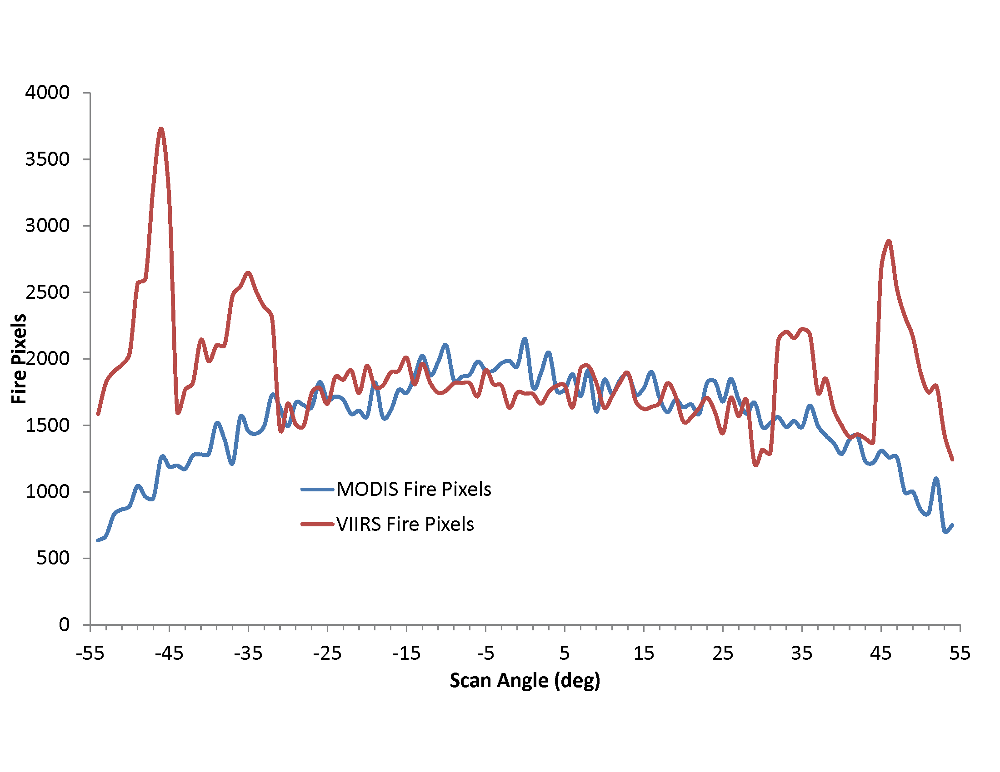 4000
3500
3000
2500
2000
1500
1000
500
0
Fire Pixels
MODIS Fire Pixels
VIIRS Fire Pixels
-55 -45 -35 -25 -15 -5 5 15 25 35 45 55
Scan Angle (deg)